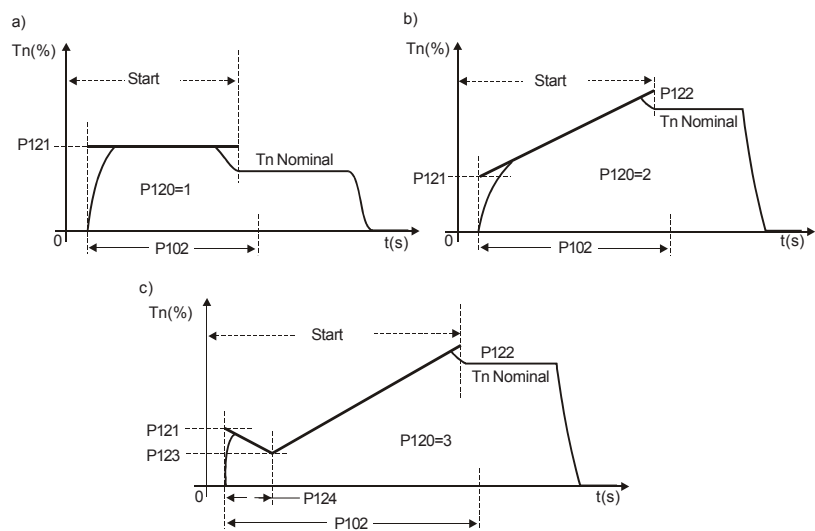 a)
Tn(%)
Start
P121
Tn Nominal
P120=1
0
P102
t(s)
b)
Tn(%)
Start
P122
Tn Nominal
P121
P120=2
0
P102
t(s)
c)
Tn(%)
Start
P122
Tn Nominal
P121
P123
P120=3
0
P124
t(s)
P102